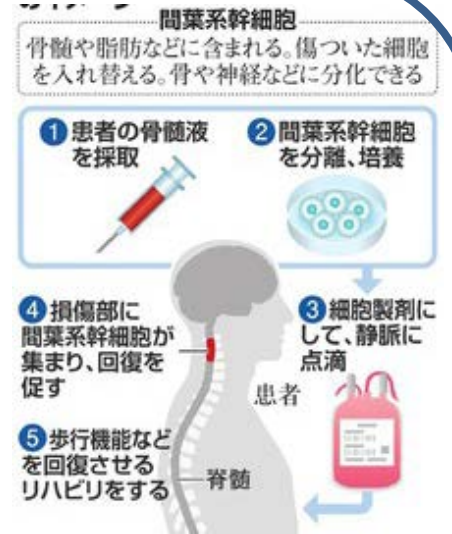 間葉系幹細胞
骨髄や脂肪などに含まれる。傷ついた細胞
を入れ替える。骨や神経などに分化できる
❶患者の骨髄液
を採取
❷間葉系幹細胞
を分離、培養
❸細胞製剤に
して、静脈に
点滴
❹損傷部に
間葉系幹細胞が
集まり、回復を
促す
患者
❺歩行機能など
を回復させる
リハビリをする
脊髄